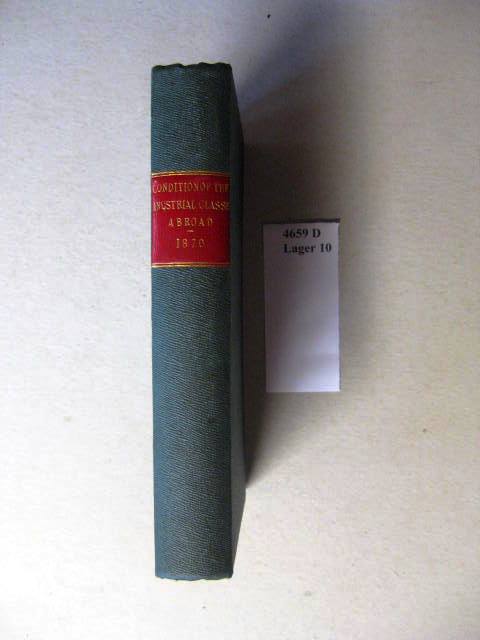 CONDITION OF THE
INDUSTRIAL CLASSES
ABROAD
1870
4659 D
Lager 10